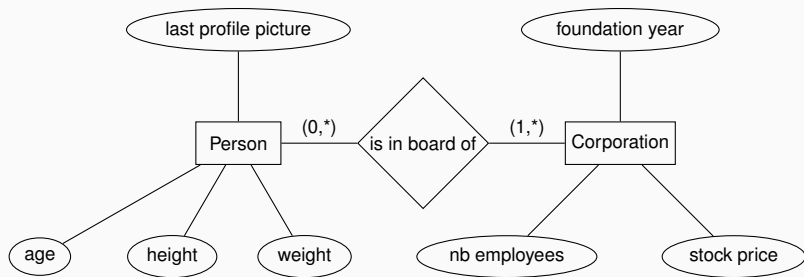 last profile picture
foundation year
(0,*)
(1,*)
Person
is in board of
Corporation
age
height
weight
nb employees
stock price